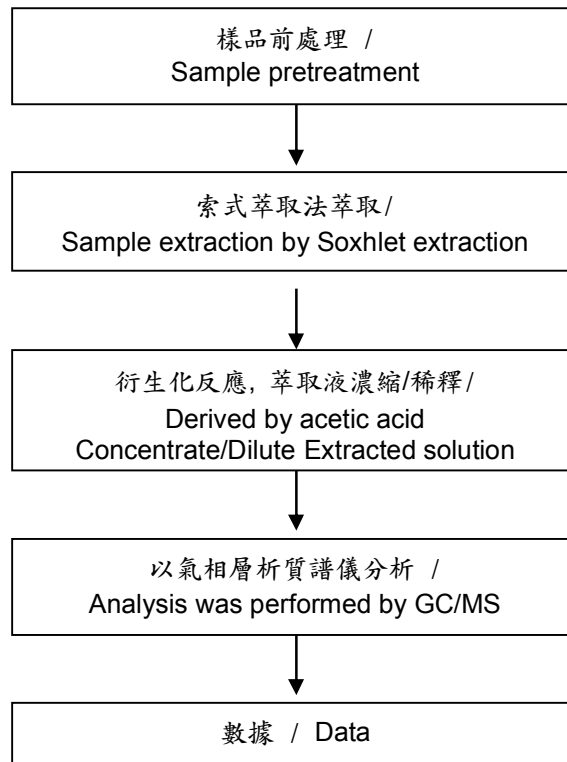 樣品前處理 /
Sample pretreatment
索式萃取法萃取/
Sample extraction by Soxhlet extraction
衍生化反應, 萃取液濃縮/稀釋/
Derived by acetic acid
Concentrate/Dilute Extracted solution
以氣相層析質譜儀分析 /
Analysis was performed by GC/MS
數據 / Data